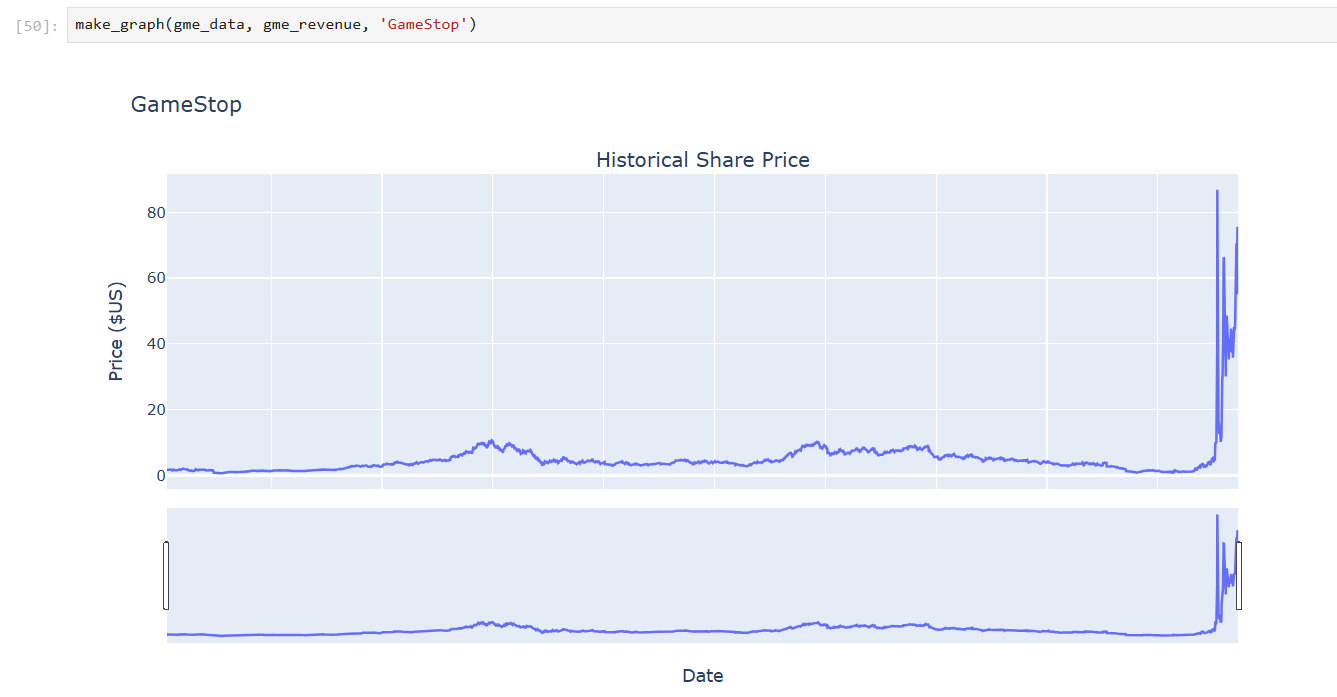 [50]: make_graph(gme_data, gme_revenue, 'GameStop')
GameStop
Historical Share Price
80
60
40
20
0
Price ($US)
Date